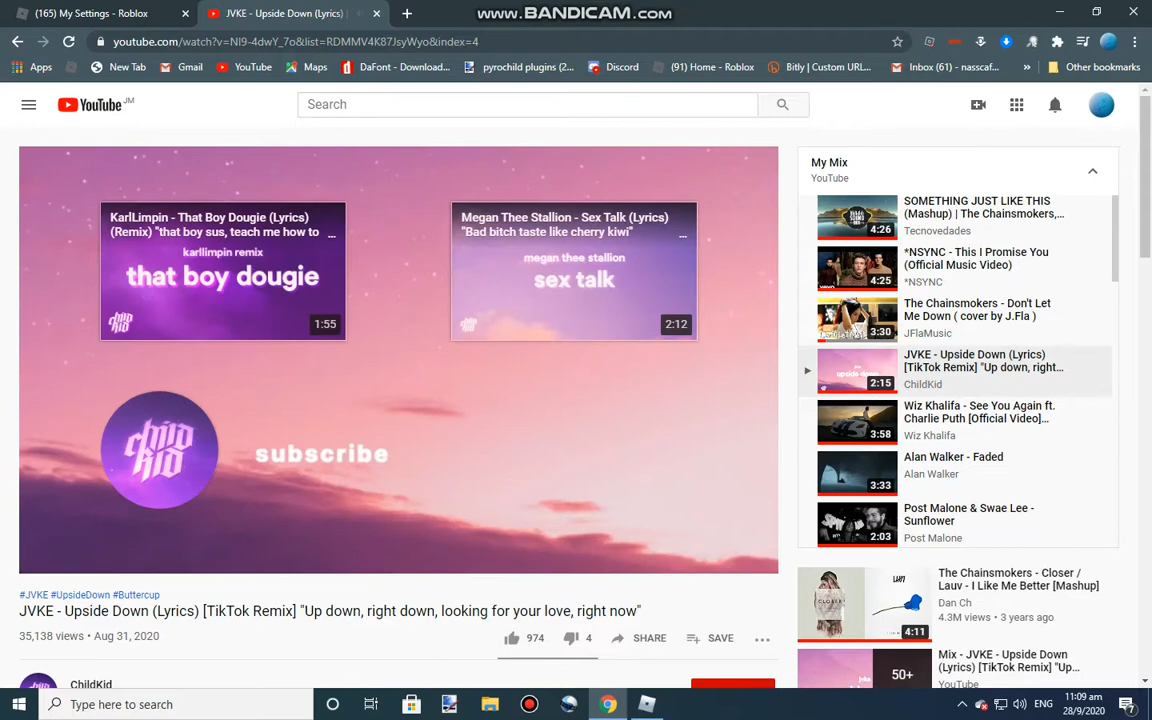 (165) My Settings - Roblox
JVKE - Upside Down (Lyrics)
www.BANDICAM.com
youtube.com/watch?v=NI9-4dwY_7o&list=RDMMV4K87JsyWyo&index=4
Apps
New Tab
Gmail
YouTube
Maps
DaFont - Download...
pyrochild plugins (2...
Discord
(91) Home - Roblox
Bitly | Custom URL...
Inbox (61) - nasscaf...
Other bookmarks
YouTube JM
Search
KarlLimpin - That Boy Dougie (Lyrics)
(Remix) "that boy sus, teach me how to ...
karllimpin remix
that boy dougie
child kid
1:55
Megan Thee Stallion - Sex Talk (Lyrics)
"Bad bitch taste like cherry kiwi"
...
megan thee stallion
sex talk
2:12
child kid
subscribe
#JVKE #UpsideDown #Buttercup
JVKE - Upside Down (Lyrics) [TikTok Remix] "Up down, right down, looking for your love, right now"
35,138 views • Aug 31, 2020
974
4
SHARE
SAVE
ChildKid
My Mix
YouTube
SOMETHING JUST LIKE THIS
(Mashup) | The Chainsmokers,...
Tecnovedades
4:26
*NSYNC - This I Promise You
(Official Music Video)
*NSYNC
4:25
The Chainsmokers - Don't Let
Me Down ( cover by J.Fla )
JFlaMusic
3:30
JVKE - Upside Down (Lyrics)
[TikTok Remix] "Up down, right...
ChildKid
upside down
2:15
Wiz Khalifa - See You Again ft.
Charlie Puth [Official Video]...
Wiz Khalifa
3:58
Alan Walker - Faded
Alan Walker
3:33
Post Malone & Swae Lee -
Sunflower
Post Malone
2:03
The Chainsmokers - Closer /
Lauv - I Like Me Better [Mashup]
Dan Ch
4.3M views • 3 years ago
4:11
Mix - JVKE - Upside Down
(Lyrics) [TikTok Remix] "Up...
YouTube
50+
Type here to search
ENG
11:09 am
28/9/2020
7